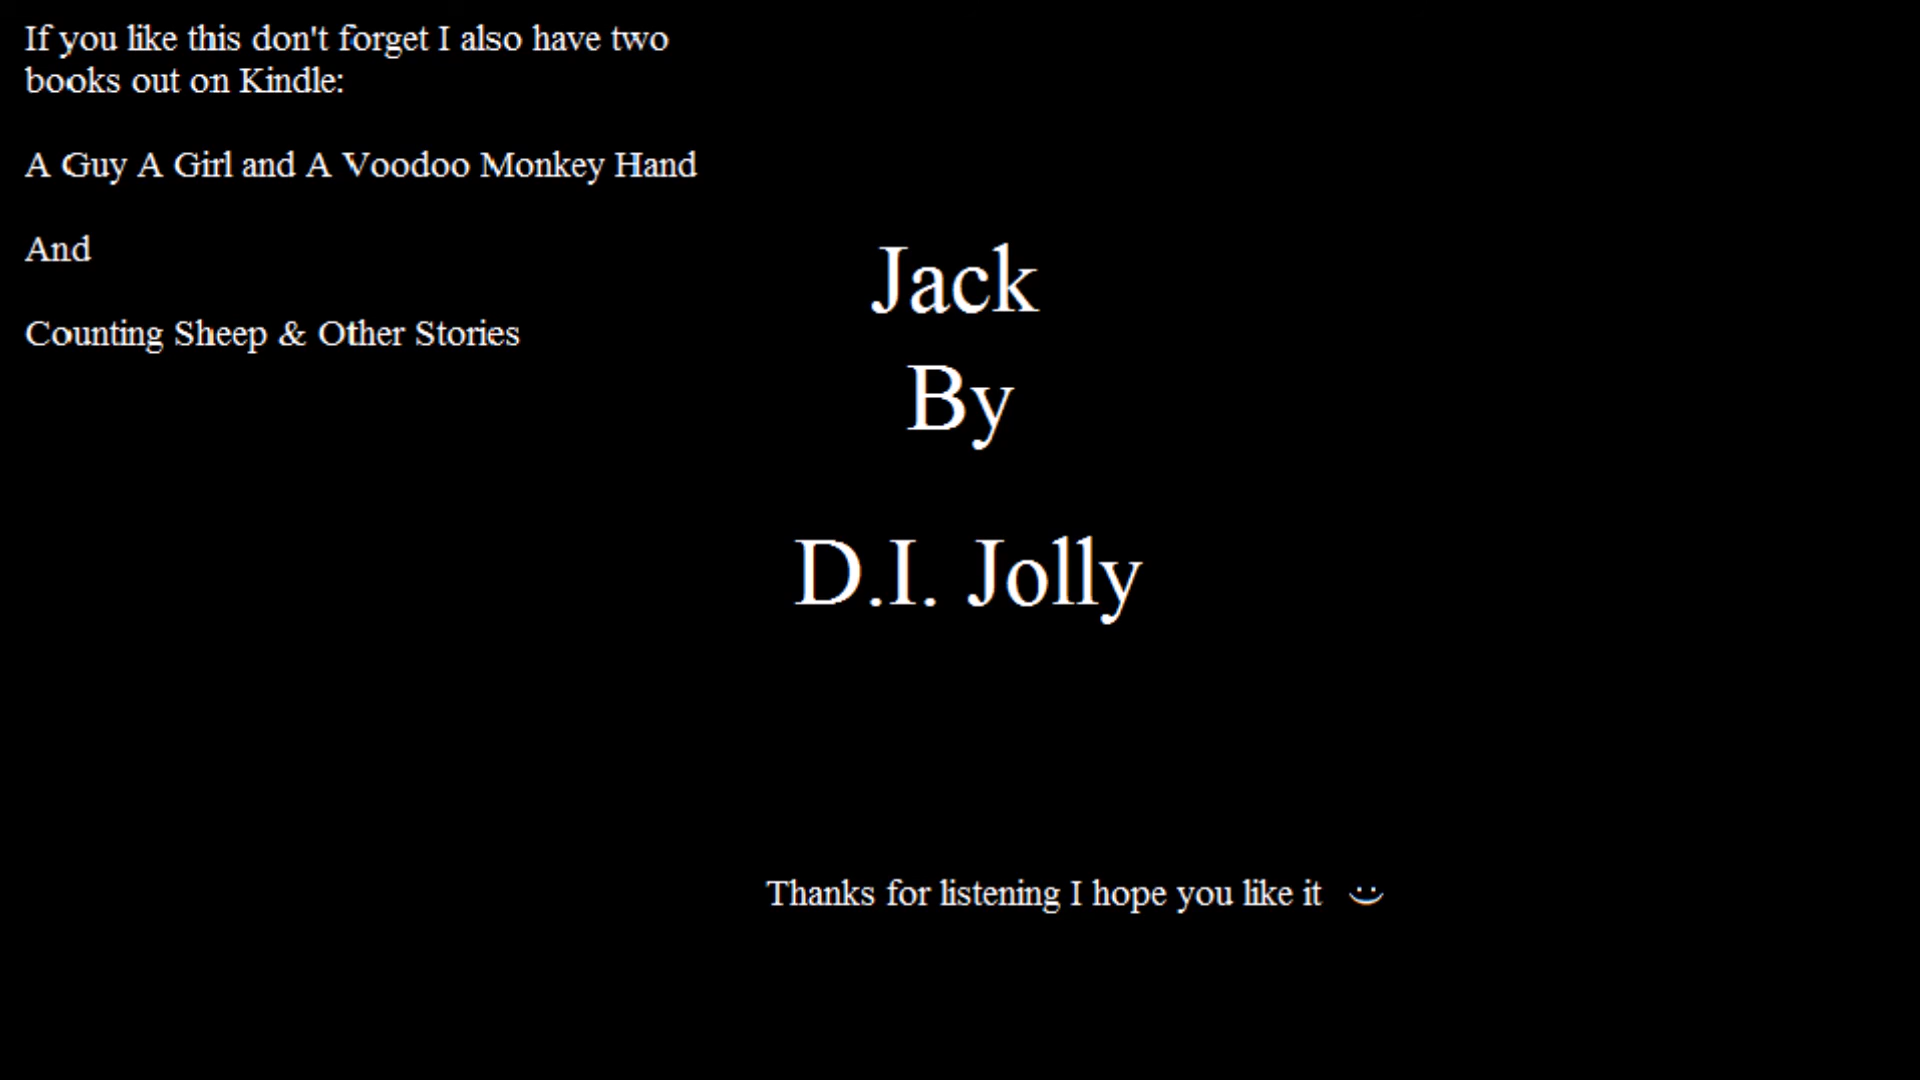 If you like this don't forget I also have two
books out on Kindle:
A Guy A Girl and A Voodoo Monkey Hand
And
Counting Sheep & Other Stories
Jack
By
D.I. Jolly
Thanks for listening I hope you like it